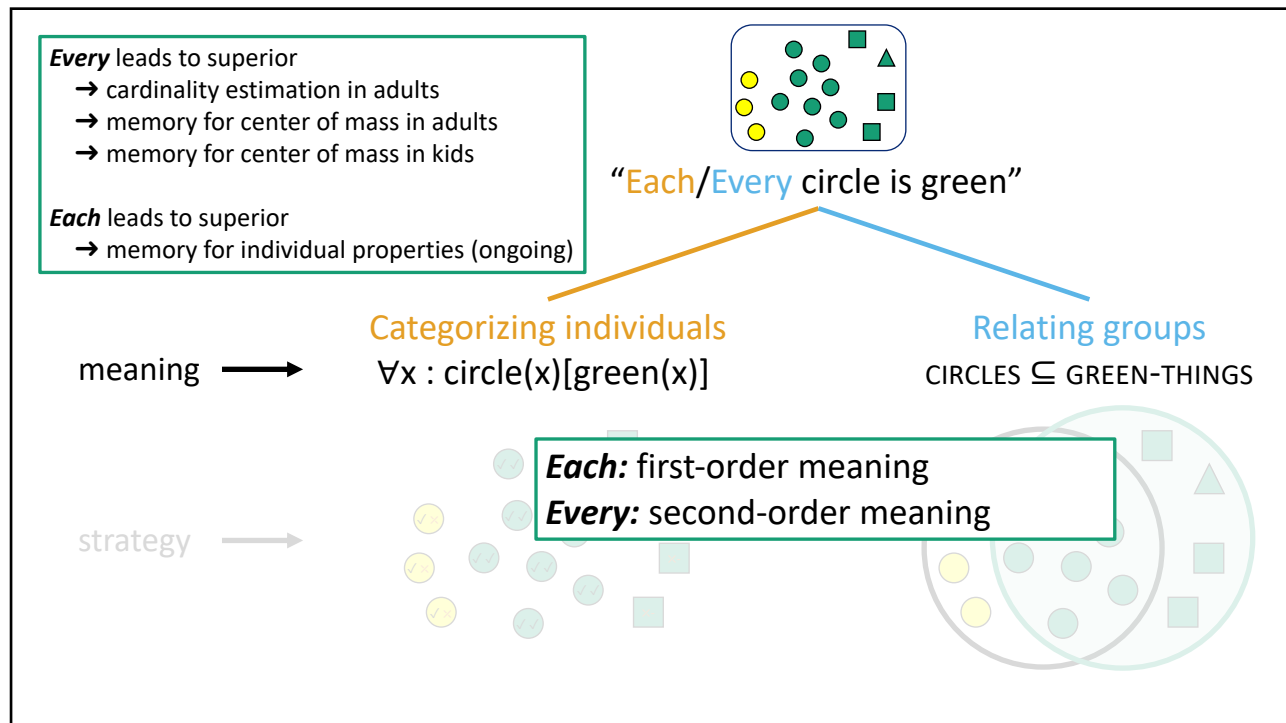 Every leads to superior
➔ cardinality estimation in adults
➔ memory for center of mass in adults
➔ memory for center of mass in kids
Each leads to superior
➔ memory for individual properties (ongoing)
“Each/Every circle is green”
Categorizing individuals
Relating groups
meaning
∀x : circle(x)[green(x)]
CIRCLES ⊆ GREEN-THINGS
Each: first-order meaning
Every: second-order meaning
strategy